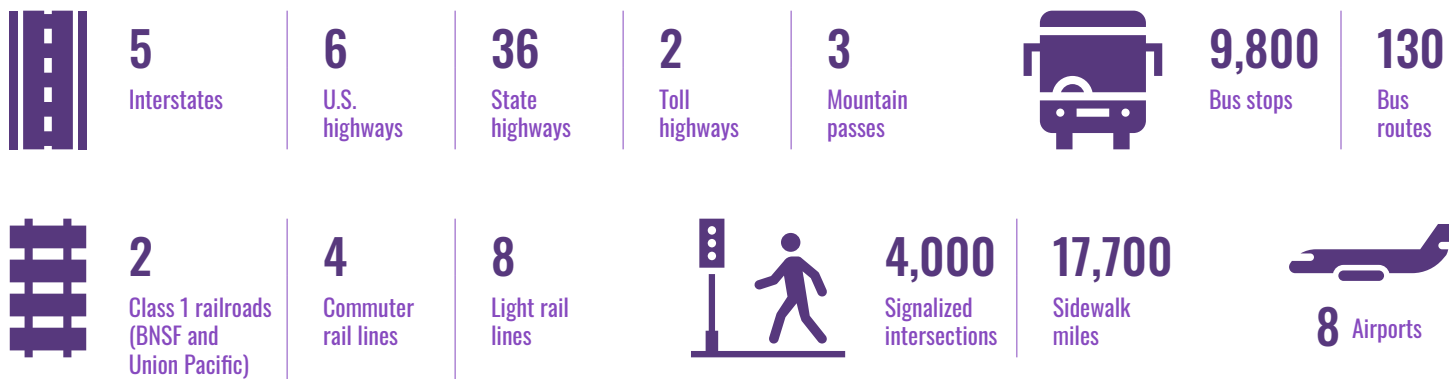 5
Interstates
6
U.S.
highways
36
State
highways
2
Toll
highways
3
Mountain
passes
9,800
Bus stops
130
Bus
routes
2
Class 1 railroads
(BNSF and
Union Pacific)
4
Commuter
rail lines
8
Light rail
lines
4,000
Signalized
intersections
17,700
Sidewalk
miles
8 Airports